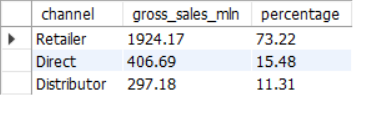 channel gross_sales_mln percentage
Retailer 1924.17 73.22
Direct 406.69 15.48
Distributor 297.18 11.31